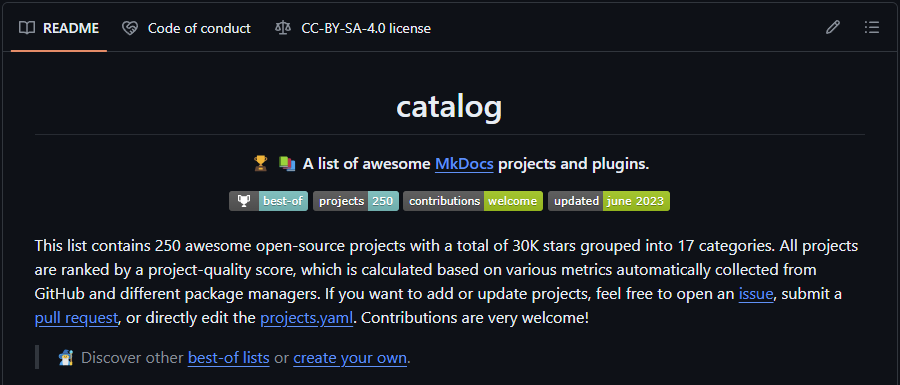 README Code of conduct CC-BY-SA-4.0 license
catalog
A list of awesome MkDocs projects and plugins.
best-of projects 250 contributions welcome updated june 2023
This list contains 250 awesome open-source projects with a total of 30K stars grouped into 17 categories. All projects
are ranked by a project-quality score, which is calculated based on various metrics automatically collected from
GitHub and different package managers. If you want to add or update projects, feel free to open an issue, submit a
pull request, or directly edit the projects.yaml. Contributions are very welcome!
Discover other best-of lists or create your own.